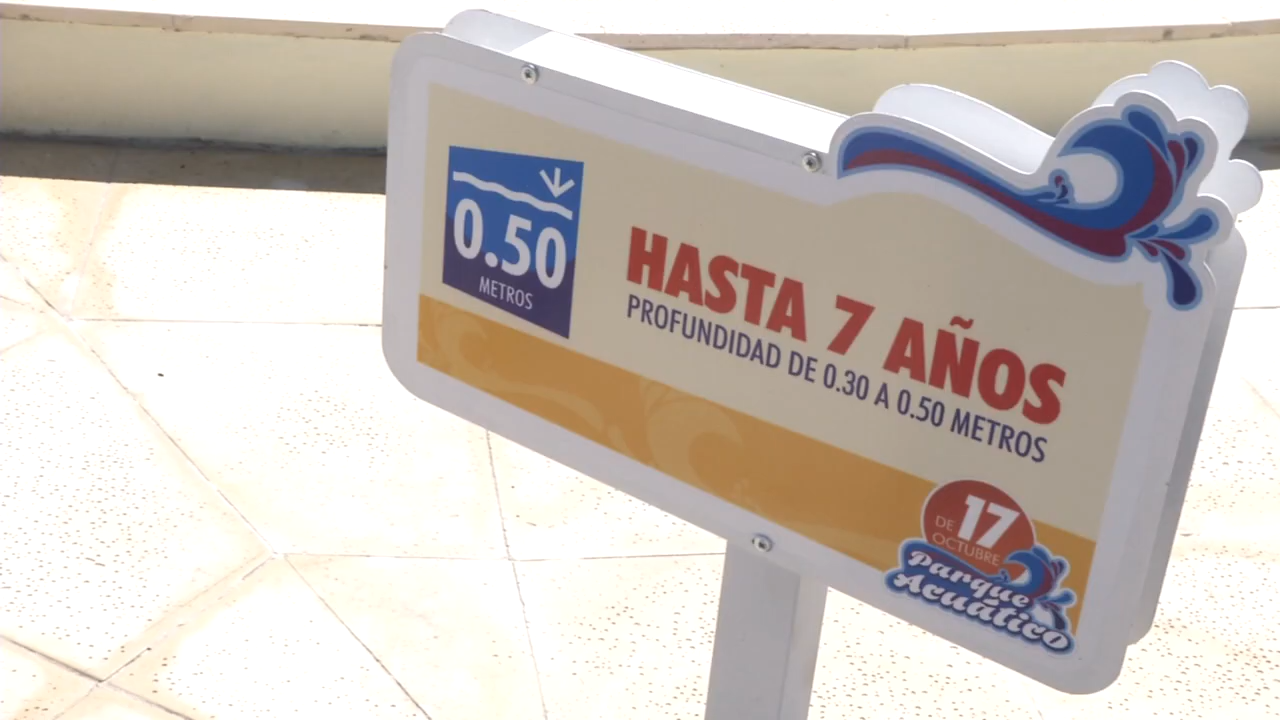 0.50
METROS
HASTA 7 AÑOS
PROFUNDIDAD DE 0.30 A 0.50 METROS
17
DE
OCTUBRE
Parque
Acuático